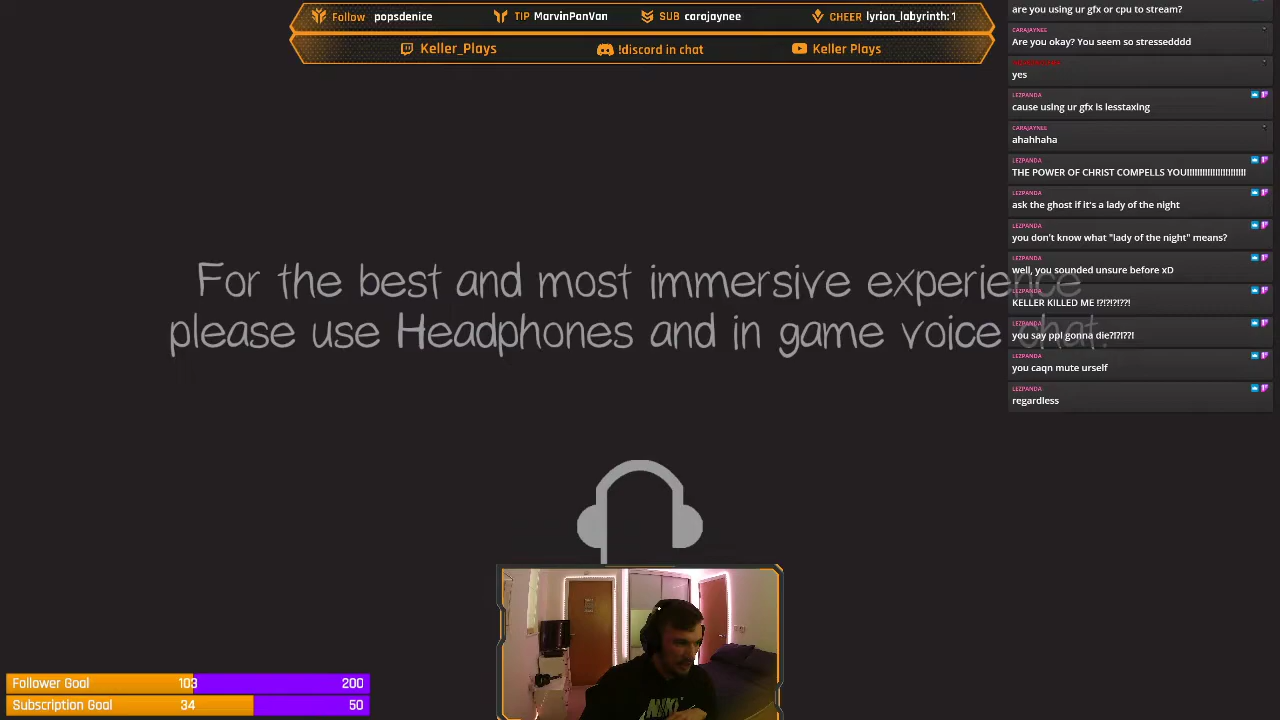 Follow popsdenice TIP MarvinPanVan SUB carajaynee CHEER lyrion_labyrinth: 1
Keller_Plays !discord in chat Keller Plays
are you using ur gfx or cpu to stream?
CARAJAYNEE
Are you okay? You seem so stressedddd
yes
LEZPANDA
cause using ur gfx is lesstaxing
CARAJAYNEE
ahahhaha
LEZPANDA
THE POWER OF CHRIST COMPELLS YOU!!!!!!!!!!!!!!!!!!!!!!!!!
LEZPANDA
ask the ghost if it's a lady of the night
LEZPANDA
you don't know what "lady of the night" means?
LEZPANDA
well, you sounded unsure before xD
LEZPANDA
KELLER KILLED ME !?!?!?!?!
LEZPANDA
you say ppl gonna die?!?!??!
LEZPANDA
you caqn mute urself
LEZPANDA
regardless
For the best and most immersive experience
please use Headphones and in game voice chat.
Follower Goal 103 200
Subscription Goal 34 50